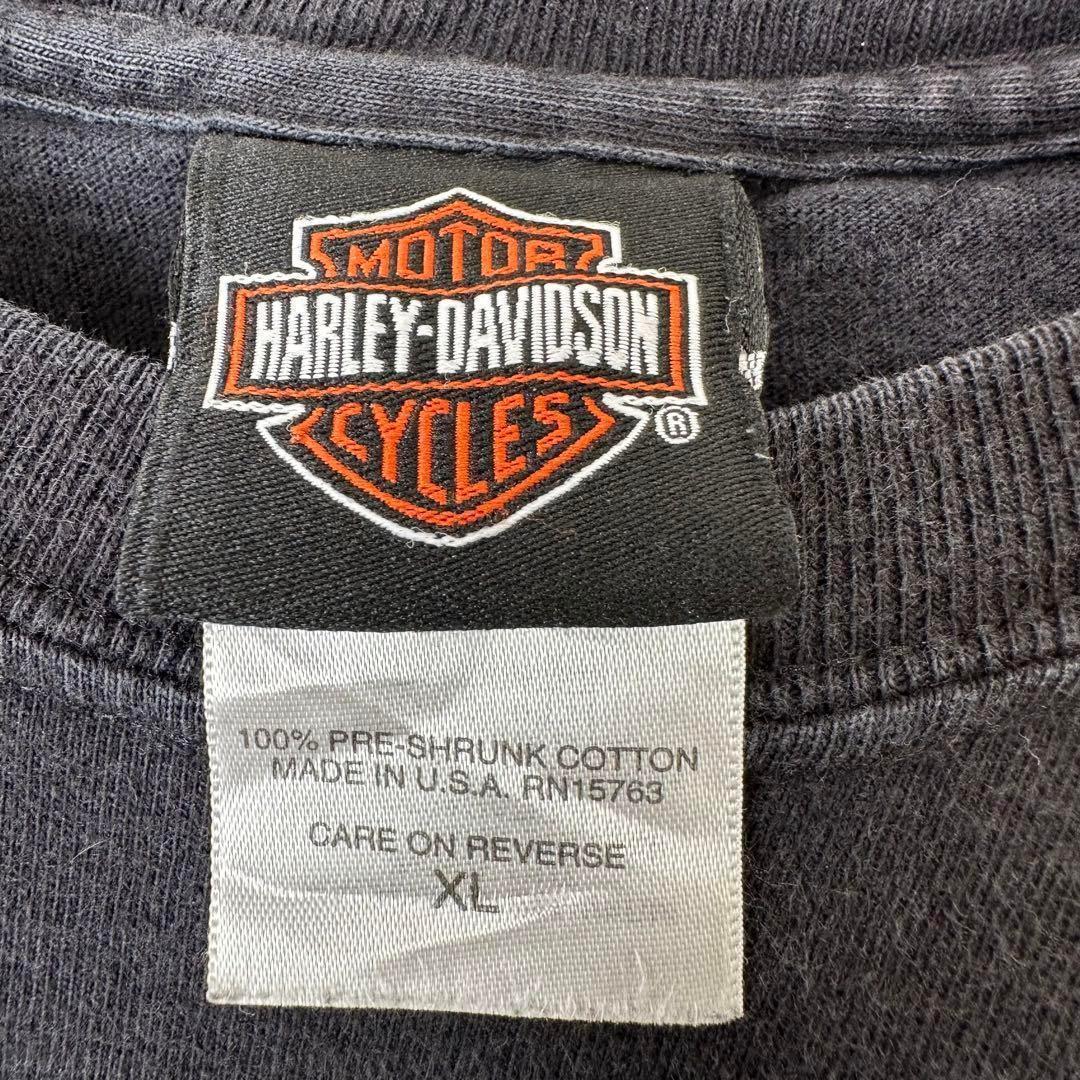 MOTOR
HARLEY-DAVIDSON
CYCLES
®
100% PRE-SHRUNK COTTON
MADE IN U.S.A. RN15763
CARE ON REVERSE
XL